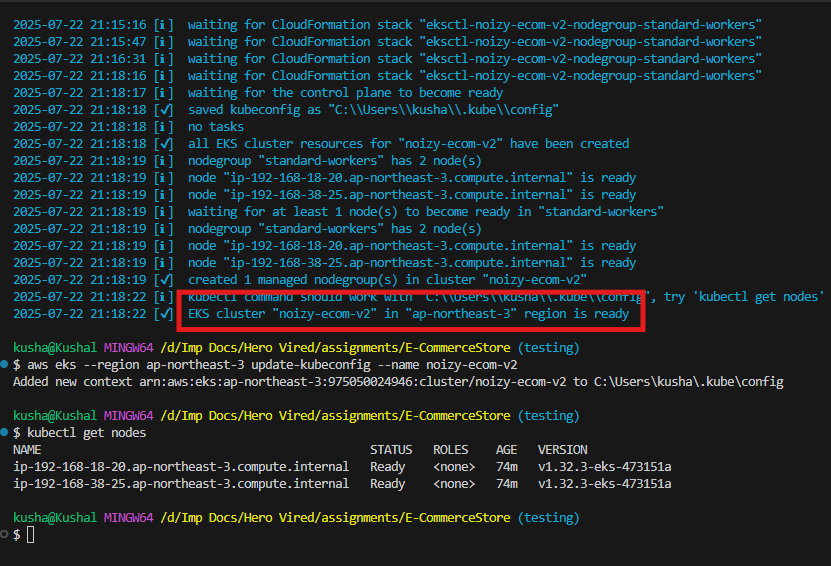 2025-07-22 21:15:16 [ℹ]  waiting for CloudFormation stack "eksctl-noizy-ecom-v2-nodegroup-standard-workers"
2025-07-22 21:15:47 [ℹ]  waiting for CloudFormation stack "eksctl-noizy-ecom-v2-nodegroup-standard-workers"
2025-07-22 21:16:31 [ℹ]  waiting for CloudFormation stack "eksctl-noizy-ecom-v2-nodegroup-standard-workers"
2025-07-22 21:18:16 [ℹ]  waiting for CloudFormation stack "eksctl-noizy-ecom-v2-nodegroup-standard-workers"
2025-07-22 21:18:17 [ℹ]  waiting for the control plane to become ready
2025-07-22 21:18:18 [✔]  saved kubeconfig as "C:\\Users\\kusha\\.kube\\config"
2025-07-22 21:18:18 [ℹ]  no tasks
2025-07-22 21:18:18 [✔]  all EKS cluster resources for "noizy-ecom-v2" have been created
2025-07-22 21:18:19 [ℹ]  nodegroup "standard-workers" has 2 node(s)
2025-07-22 21:18:19 [ℹ]  node "ip-192-168-18-20.ap-northeast-3.compute.internal" is ready
2025-07-22 21:18:19 [ℹ]  node "ip-192-168-38-25.ap-northeast-3.compute.internal" is ready
2025-07-22 21:18:19 [ℹ]  waiting for at least 1 node(s) to become ready in "standard-workers"
2025-07-22 21:18:19 [ℹ]  nodegroup "standard-workers" has 2 node(s)
2025-07-22 21:18:19 [ℹ]  node "ip-192-168-18-20.ap-northeast-3.compute.internal" is ready
2025-07-22 21:18:19 [ℹ]  node "ip-192-168-38-25.ap-northeast-3.compute.internal" is ready
2025-07-22 21:18:19 [✔]  created 1 managed nodegroup(s) in cluster "noizy-ecom-v2"
2025-07-22 21:18:22 [ℹ]  kubectl command should work with "C:\\Users\\kusha\\.kube\\config", try 'kubectl get nodes'
2025-07-22 21:18:22 [✔]  EKS cluster "noizy-ecom-v2" in "ap-northeast-3" region is ready
kusha@Kushal MINGW64 /d/Imp Docs/Hero Vired/assignments/E-CommerceStore (testing)
$ aws eks --region ap-northeast-3 update-kubeconfig --name noizy-ecom-v2
Added new context arn:aws:eks:ap-northeast-3:975050024946:cluster/noizy-ecom-v2 to C:\Users\kusha\.kube\config
kusha@Kushal MINGW64 /d/Imp Docs/Hero Vired/assignments/E-CommerceStore (testing)
$ kubectl get nodes
NAME STATUS ROLES AGE VERSION
ip-192-168-18-20.ap-northeast-3.compute.internal Ready <none> 74m v1.32.3-eks-473151a
ip-192-168-38-25.ap-northeast-3.compute.internal Ready <none> 74m v1.32.3-eks-473151a
kusha@Kushal MINGW64 /d/Imp Docs/Hero Vired/assignments/E-CommerceStore (testing)
$